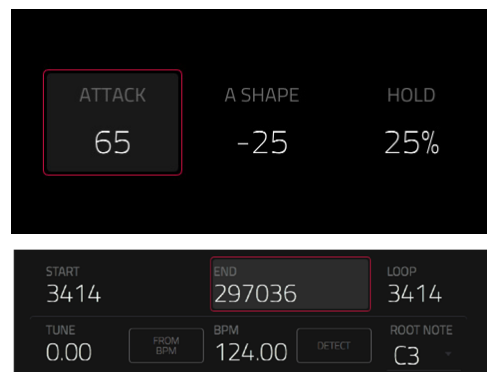 ATTACK A SHAPE HOLD
65 -25 25%
START END LOOP
3414 297036 3414
TUNE FROM BPM BPM DETECT ROOT NOTE
0.00 124.00 C3